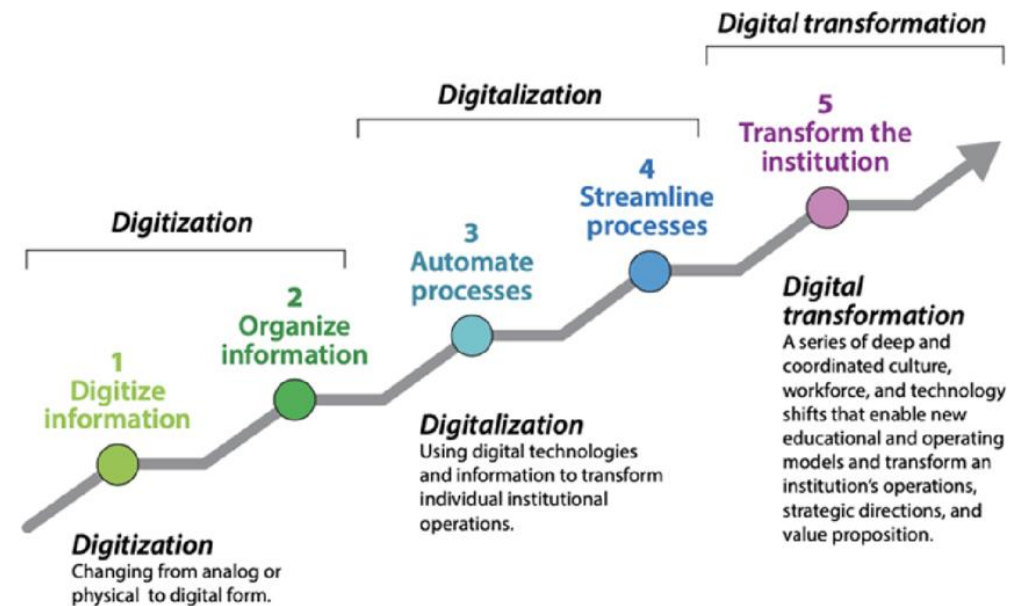 Digital transformation
Digitalization
5
Transform the
institution
4
Streamline
processes
Digitization
3
Automate
processes
2
Organize
information
1
Digitize
information
Digital
transformation
A series of deep and
coordinated culture,
workforce, and technology
shifts that enable new
educational and operating
models and transform an
institution's operations,
strategic directions, and
value proposition.
Digitalization
Using digital technologies
and information to transform
individual institutional
operations.
Digitization
Changing from analog or
physical to digital form.